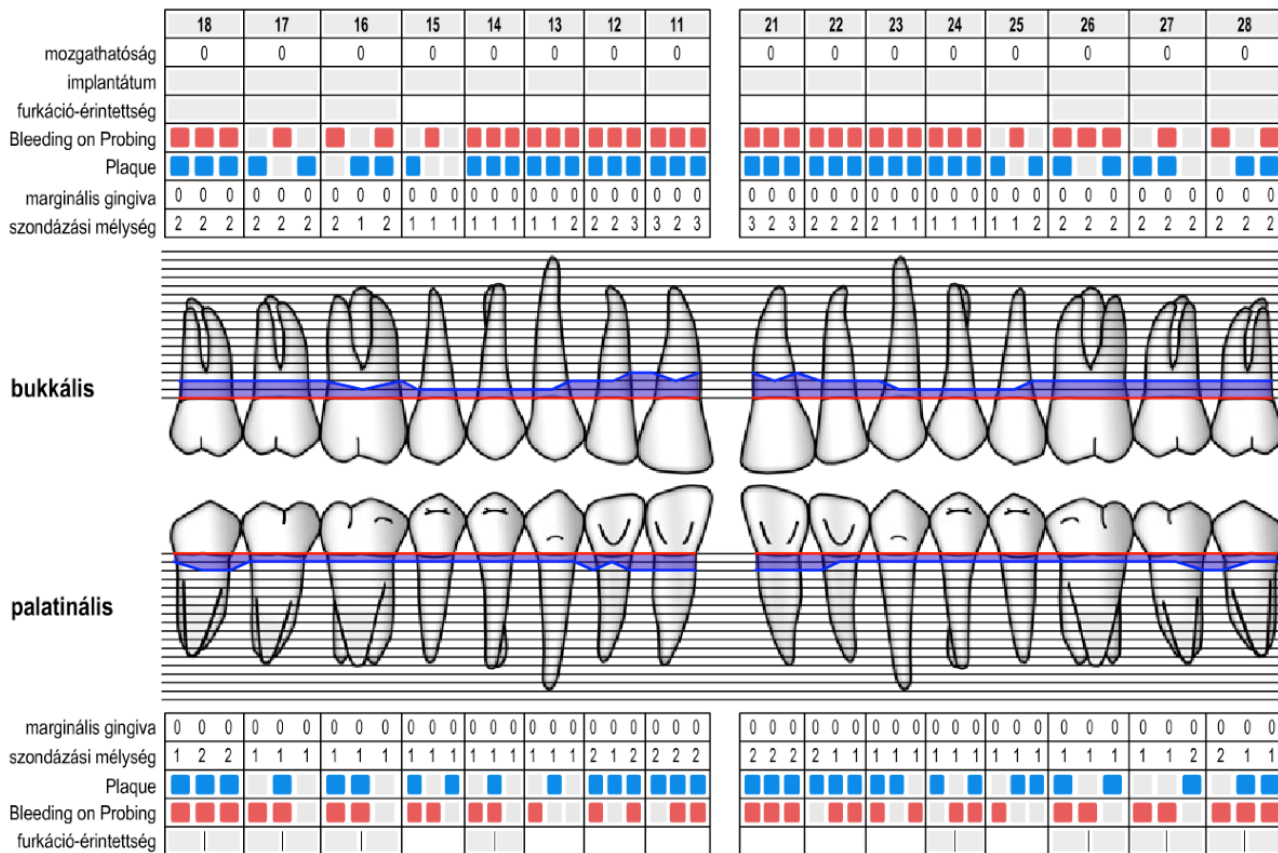 18 17 16 15 14 13 12 11 21 22 23 24 25 26 27 28
mozgathatóság 0 0 0 0 0 0 0 0 0 0 0 0 0 0 0 0
implantátum
furkáció-érintettség
Bleeding on Probing
Plaque
marginális gingiva 0 0 0 0 0 0 0 0 0 0 0 0 0 0 0 0 0 0 0 0 0 0 0 0 0 0 0 0 0 0 0 0 0 0 0 0 0 0 0 0 0 0 0 0 0 0 0 0
szondázási mélység 2 2 2 2 2 2 2 1 2 1 1 1 1 1 1 1 1 2 2 2 3 3 2 3 3 2 3 2 2 2 2 1 1 1 1 1 1 1 2 2 2 2 2 2 2 2 2 2
bukkális
palatinális
marginális gingiva 0 0 0 0 0 0 0 0 0 0 0 0 0 0 0 0 0 0 0 0 0 0 0 0 0 0 0 0 0 0 0 0 0 0 0 0 0 0 0 0 0 0 0 0 0 0 0 0
szondázási mélység 1 2 2 1 1 1 1 1 1 1 1 1 1 1 1 1 1 1 2 1 2 2 2 2 2 2 2 2 1 1 1 1 1 1 1 1 1 1 1 1 1 1 1 1 2 2 1 1
Plaque
Bleeding on Probing
furkáció-érintettség